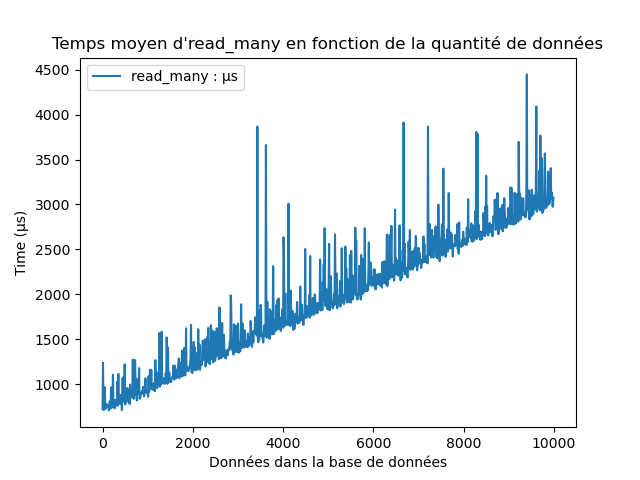 Temps moyen d'read_many en fonction de la quantité de données
read_many : µs
4500
4000
3500
3000
2500
2000
1500
1000
Time (µs)
0 2000 4000 6000 8000 10000
Données dans la base de données